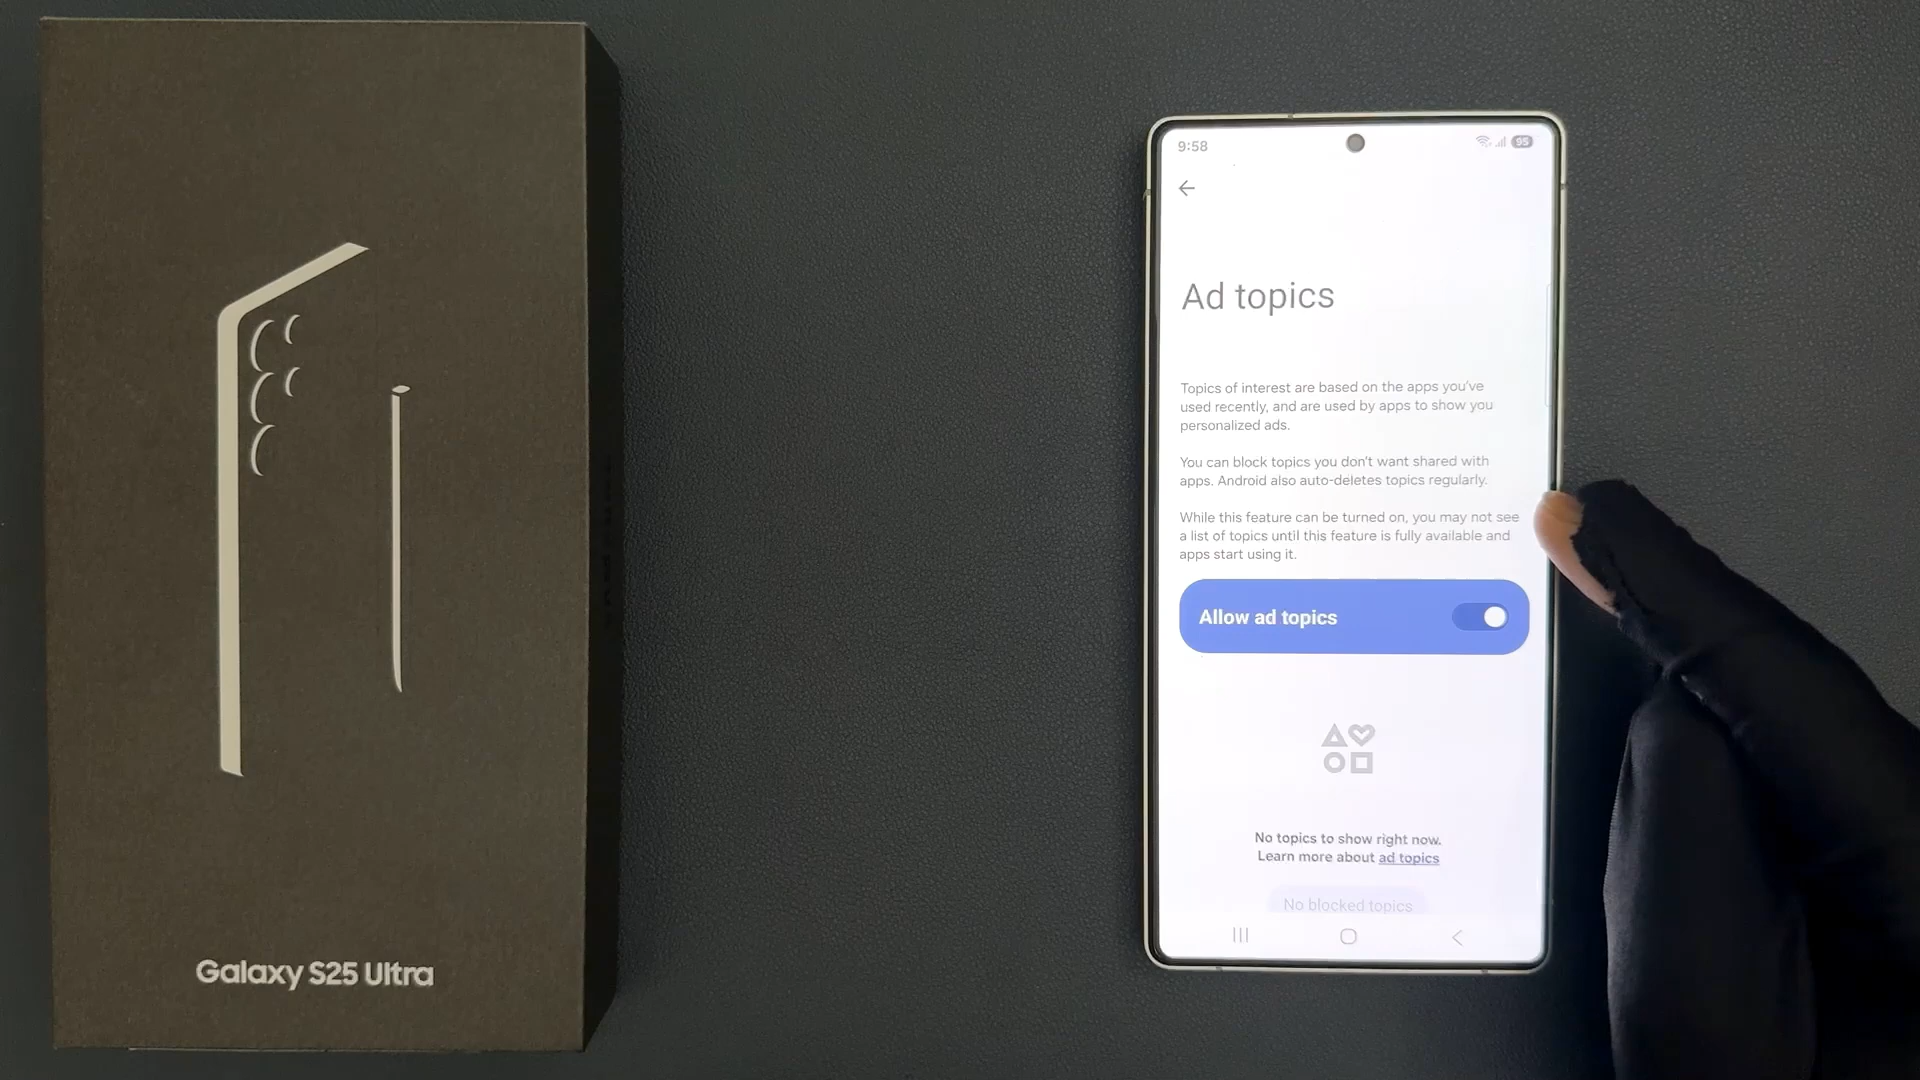 Galaxy S25 Ultra
9:58
95
Ad topics
Topics of interest are based on the apps you've
used recently, and are used by apps to show you
personalized ads.
You can block topics you don't want shared with
apps. Android also auto-deletes topics regularly.
While this feature can be turned on, you may not see
a list of topics until this feature is fully available and
apps start using it.
Allow ad topics
No topics to show right now.
Learn more about ad topics
No blocked topics